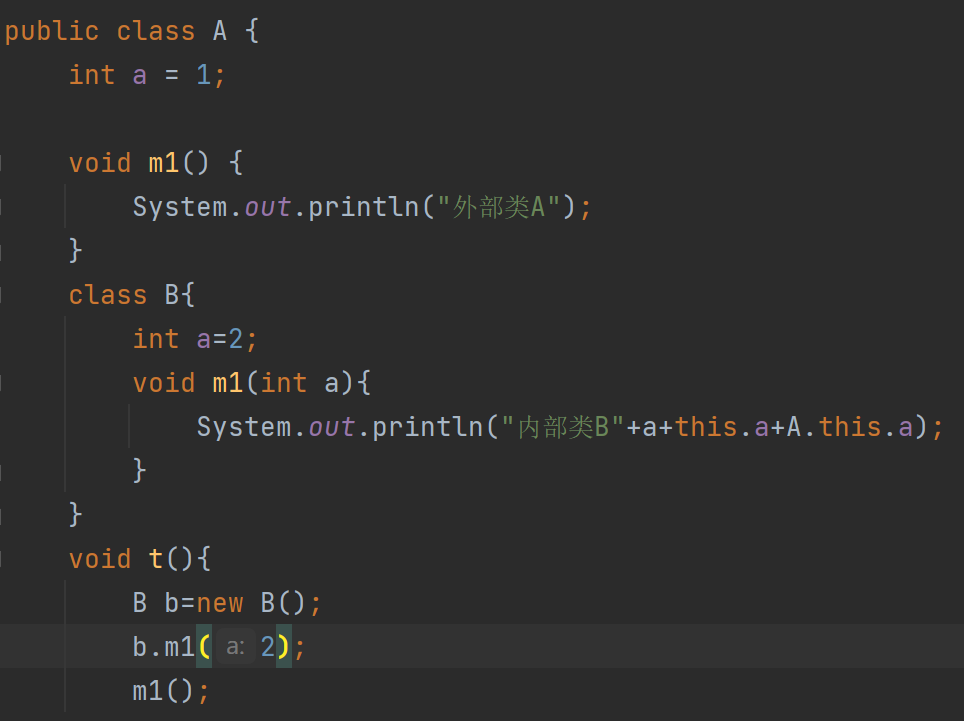 public class A {
    int a = 1;

    void m1() {
        System.out.println("外部类A");
    }
    class B{
        int a=2;
        void m1(int a){
            System.out.println("内部类B"+a+this.a+A.this.a);
        }
    }
    void t(){
        B b=new B();
        b.m1( a: 2);
        m1();